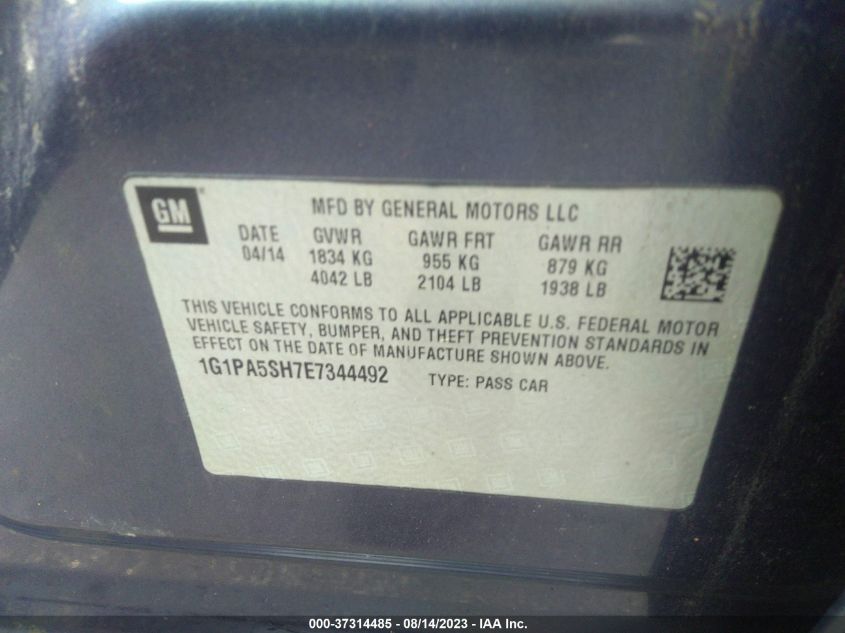 GM
MFD BY GENERAL MOTORS LLC
DATE GVWR GAWR FRT GAWR RR
04/14 1834 KG 955 KG 879 KG
4042 LB 2104 LB 1938 LB
THIS VEHICLE CONFORMS TO ALL APPLICABLE U.S. FEDERAL MOTOR
VEHICLE SAFETY, BUMPER, AND THEFT PREVENTION STANDARDS IN
EFFECT ON THE DATE OF MANUFACTURE SHOWN ABOVE.
1G1PA5SH7E7344492 TYPE: PASS CAR
000-37314485 - 08/14/2023 - IAA Inc.